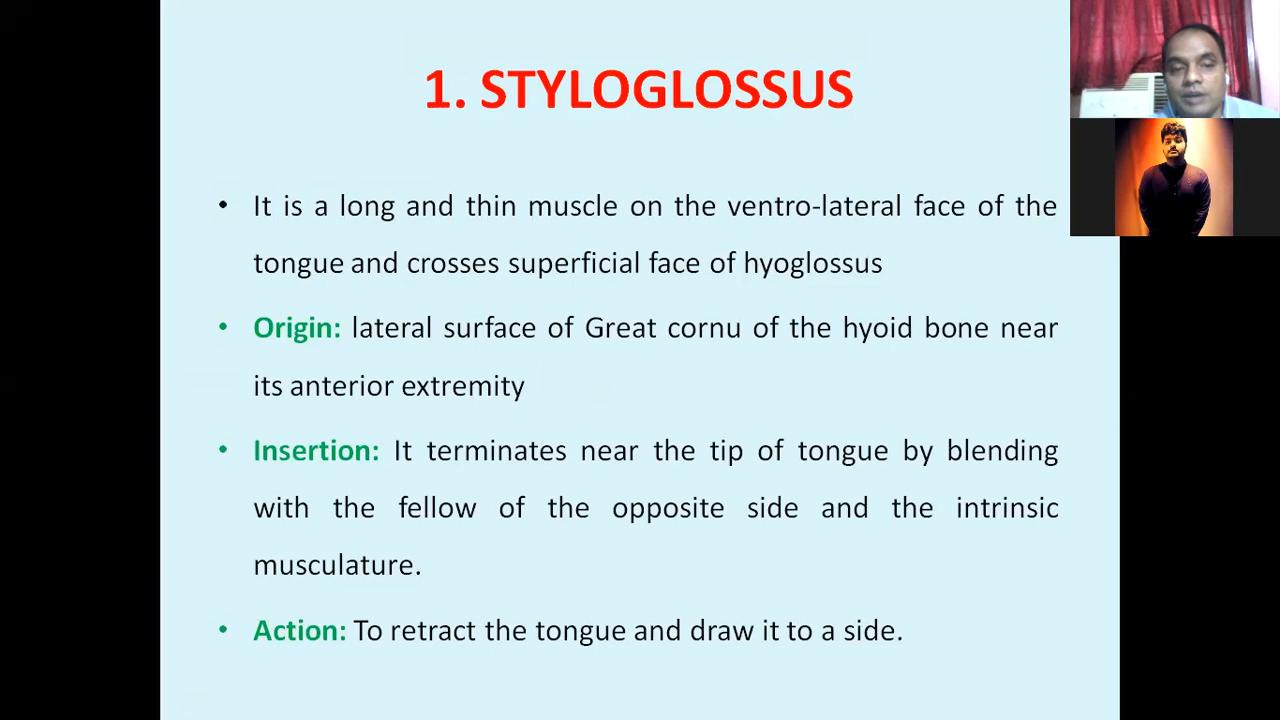 1. STYLOGLOSSUS
• It is a long and thin muscle on the ventro-lateral face of the
tongue and crosses superficial face of hyoglossus
• Origin: lateral surface of Great cornu of the hyoid bone near
its anterior extremity
• Insertion: It terminates near the tip of tongue by blending
with the fellow of the opposite side and the intrinsic
musculature.
• Action: To retract the tongue and draw it to a side.